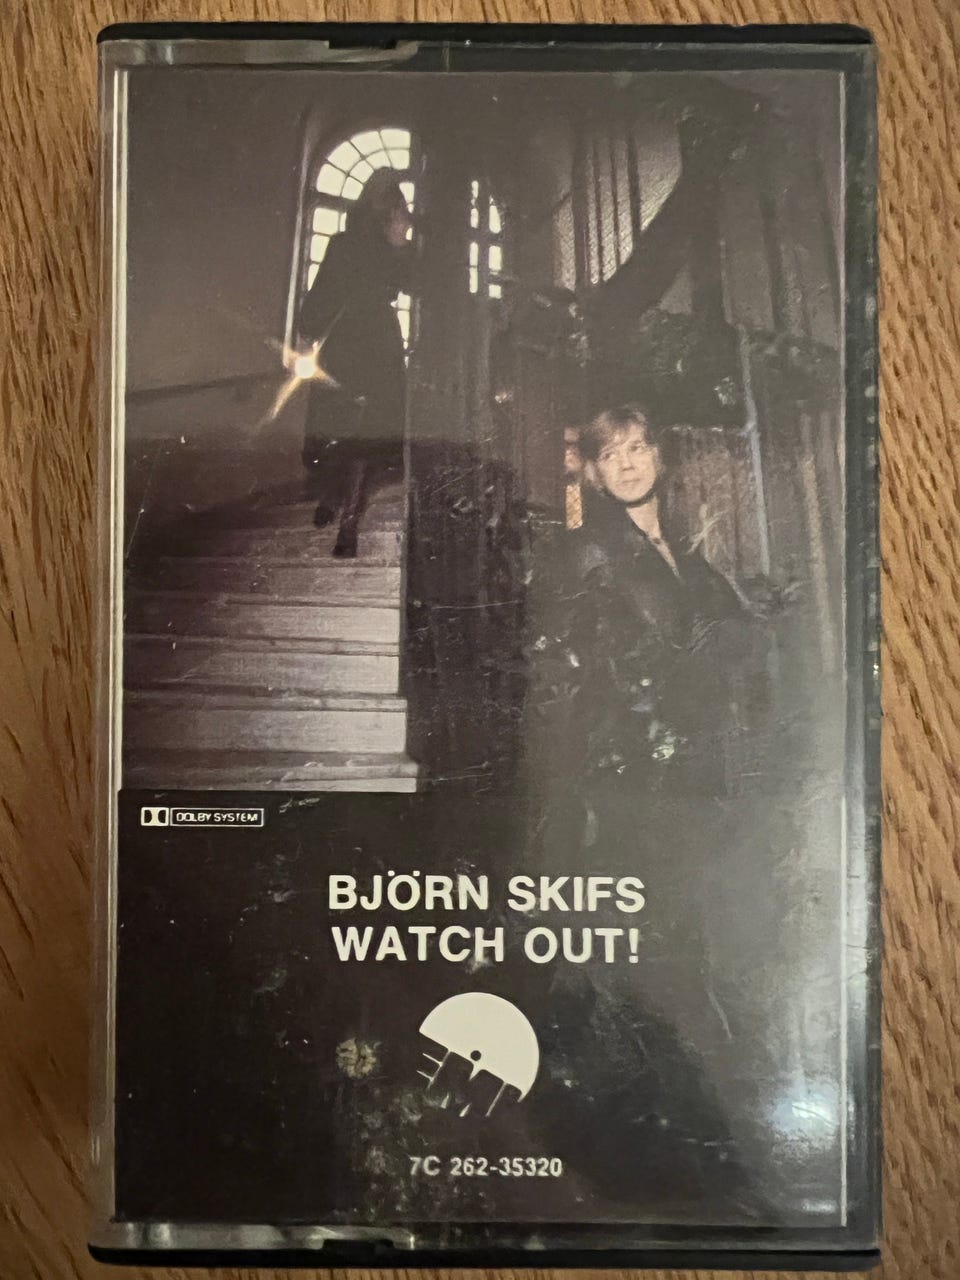 DOLBY SYSTEM
BJÖRN SKIFS
WATCH OUT!
EMI
7C 262-35320